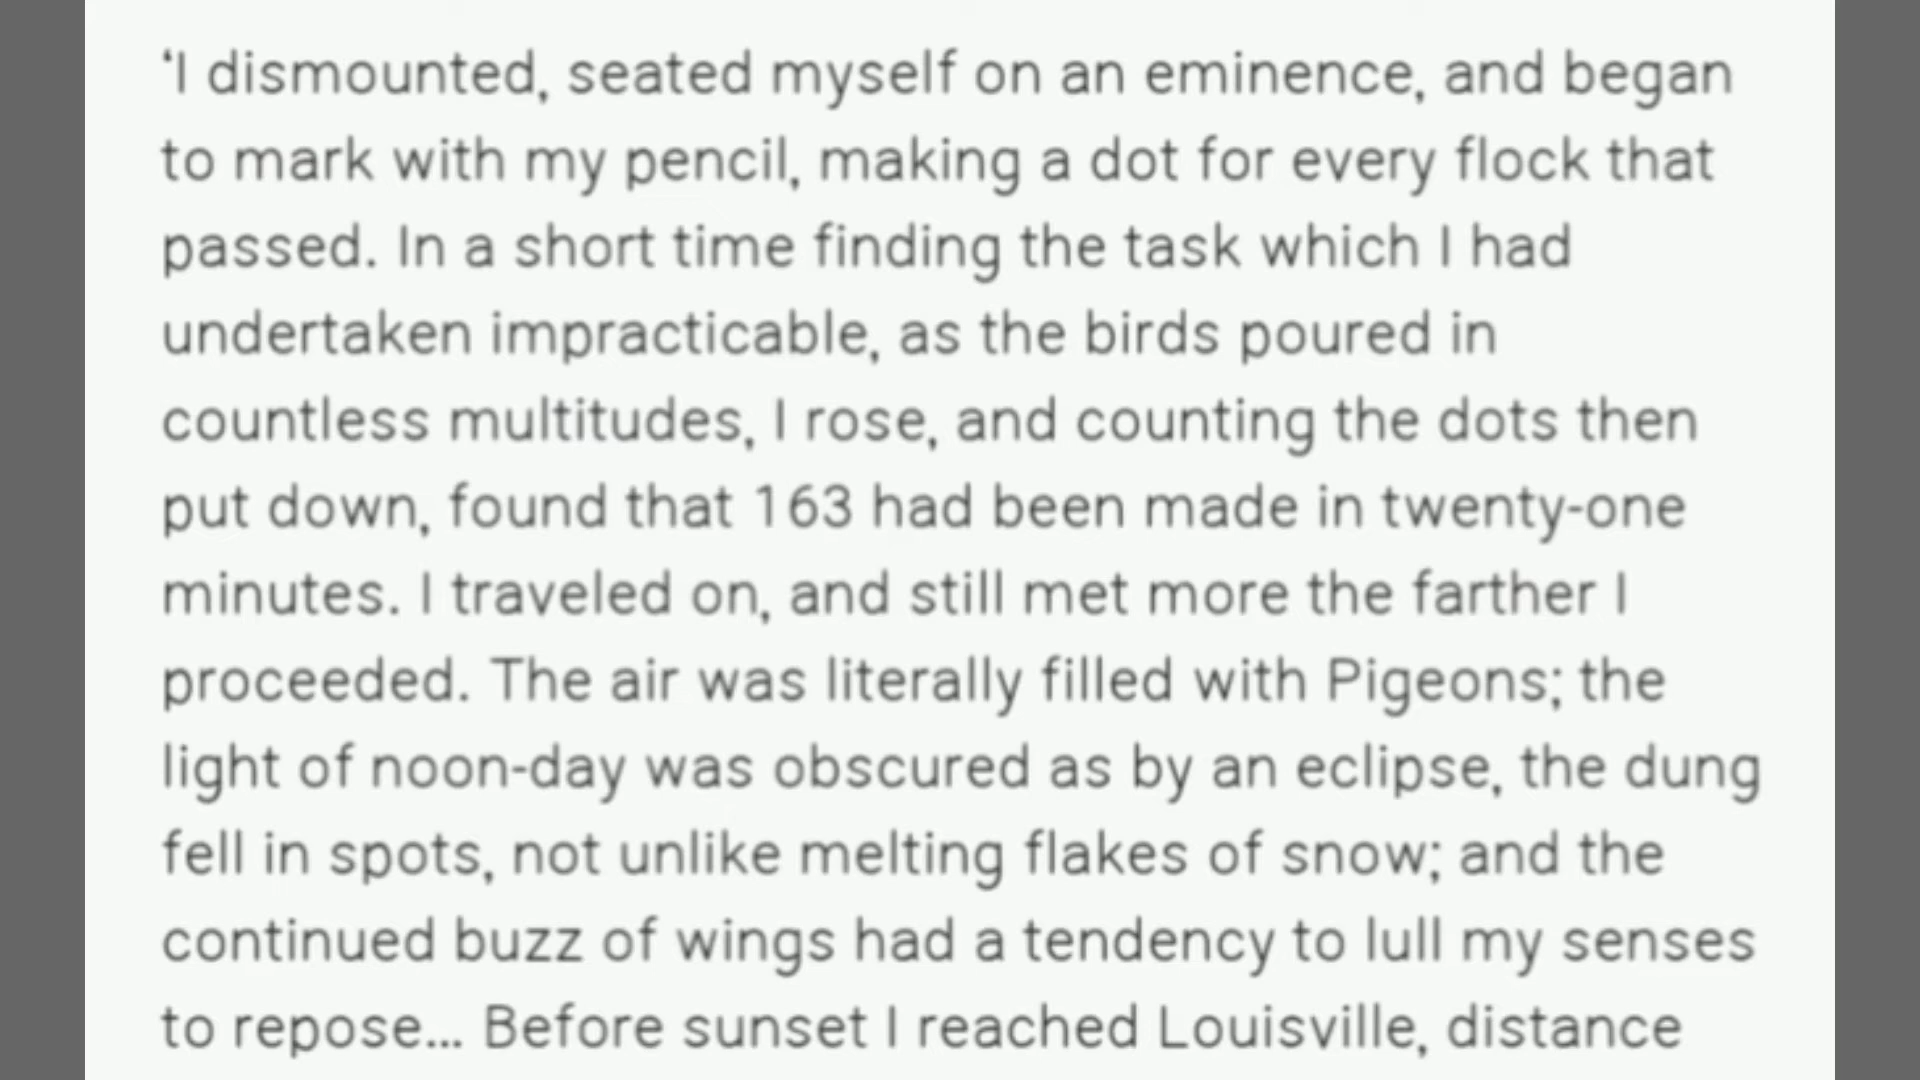 ‘I dismounted, seated myself on an eminence, and began
to mark with my pencil, making a dot for every flock that
passed. In a short time finding the task which I had
undertaken impracticable, as the birds poured in
countless multitudes, I rose, and counting the dots then
put down, found that 163 had been made in twenty-one
minutes. I traveled on, and still met more the farther I
proceeded. The air was literally filled with Pigeons; the
light of noon-day was obscured as by an eclipse, the dung
fell in spots, not unlike melting flakes of snow; and the
continued buzz of wings had a tendency to lull my senses
to repose... Before sunset I reached Louisville, distance